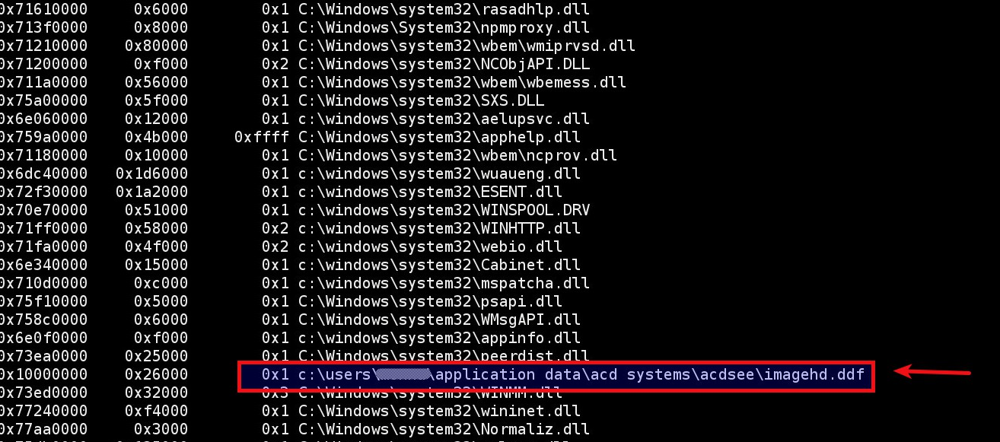 0x71610000 0x6000 0x1 C:\Windows\system32\rasadhlp.dll
0x713f0000 0x8000 0x1 C:\Windows\System32\npmproxy.dll
0x71210000 0x80000 0x1 C:\Windows\system32\wbem\wmiprvsd.dll
0x71200000 0xf000 0x2 C:\Windows\system32\NCObjAPI.DLL
0x711a0000 0x56000 0x1 C:\Windows\system32\wbem\wbemess.dll
0x75a00000 0x5f000 0x1 C:\Windows\system32\SXS.DLL
0x6e060000 0x12000 0x1 c:\windows\system32\aelupsvc.dll
0x759a0000 0x4b000 0xffff C:\Windows\system32\apphelp.dll
0x71180000 0x10000 0x1 C:\Windows\system32\wbem\ncprov.dll
0x6dc40000 0x1d6000 0x1 c:\windows\system32\wuaueng.dll
0x72f30000 0x1a2000 0x1 C:\Windows\system32\ESENT.dll
0x70e70000 0x51000 0x1 C:\Windows\system32\WINSPOOL.DRV
0x71ff0000 0x58000 0x2 C:\Windows\system32\WINHTTP.dll
0x71fa0000 0x4f000 0x2 C:\Windows\system32\webio.dll
0x6e340000 0x15000 0x1 c:\windows\system32\Cabinet.dll
0x710d0000 0xc000 0x1 c:\windows\system32\mspatcha.dll
0x75f10000 0x5000 0x1 C:\Windows\system32\psapi.dll
0x758c0000 0x6000 0x1 C:\Windows\system32\WMsgAPI.dll
0x6e0f0000 0xf000 0x1 c:\windows\system32\appinfo.dll
0x73ea0000 0x25000 0x1 C:\Windows\system32\peerdist.dll
0x10000000 0x26000 0x1 c:\users\ \application data\acd systems\acdsee\imagehd.ddf
0x73ed0000 0x32000 0x3 C:\Windows\system32\WINMM.dll
0x77240000 0xf4000 0x1 C:\Windows\system32\wininet.dll
0x77aa0000 0x3000 0x1 C:\Windows\system32\Normaliz.dll